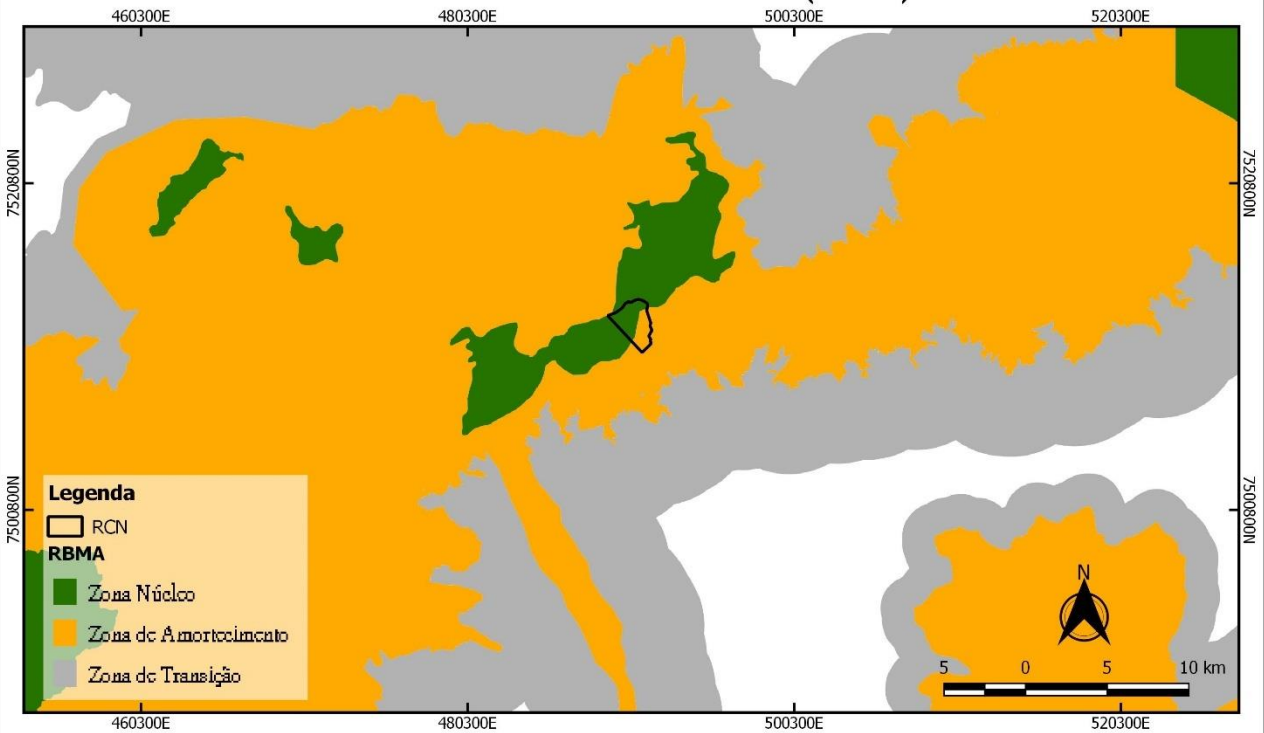 460300E 480300E 500300E 520300E
7520800N 7520800N
7500800N 7500800N
Legenda
RCN
RBMA
Zona Núcleo
Zona de Amortecimento
Zona de Transição
N
5 0 5 10 km
460300E 480300E 500300E 520300E